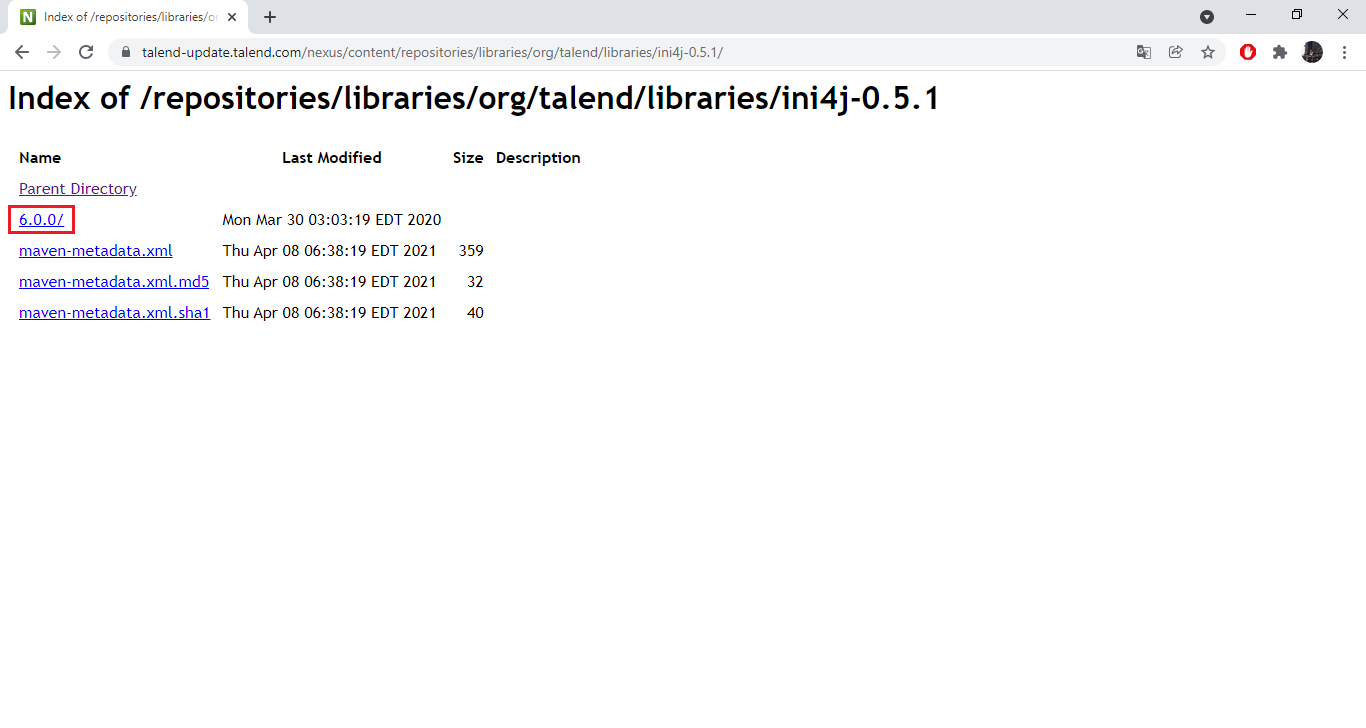 Index of /repositories/libraries/or
talend-update.talend.com/nexus/content/repositories/libraries/org/talend/libraries/ini4j-0.5.1/
Index of /repositories/libraries/org/talend/libraries/ini4j-0.5.1
Name Last Modified Size Description
Parent Directory
6.0.0/ Mon Mar 30 03:03:19 EDT 2020
maven-metadata.xml Thu Apr 08 06:38:19 EDT 2021 359
maven-metadata.xml.md5 Thu Apr 08 06:38:19 EDT 2021 32
maven-metadata.xml.sha1 Thu Apr 08 06:38:19 EDT 2021 40